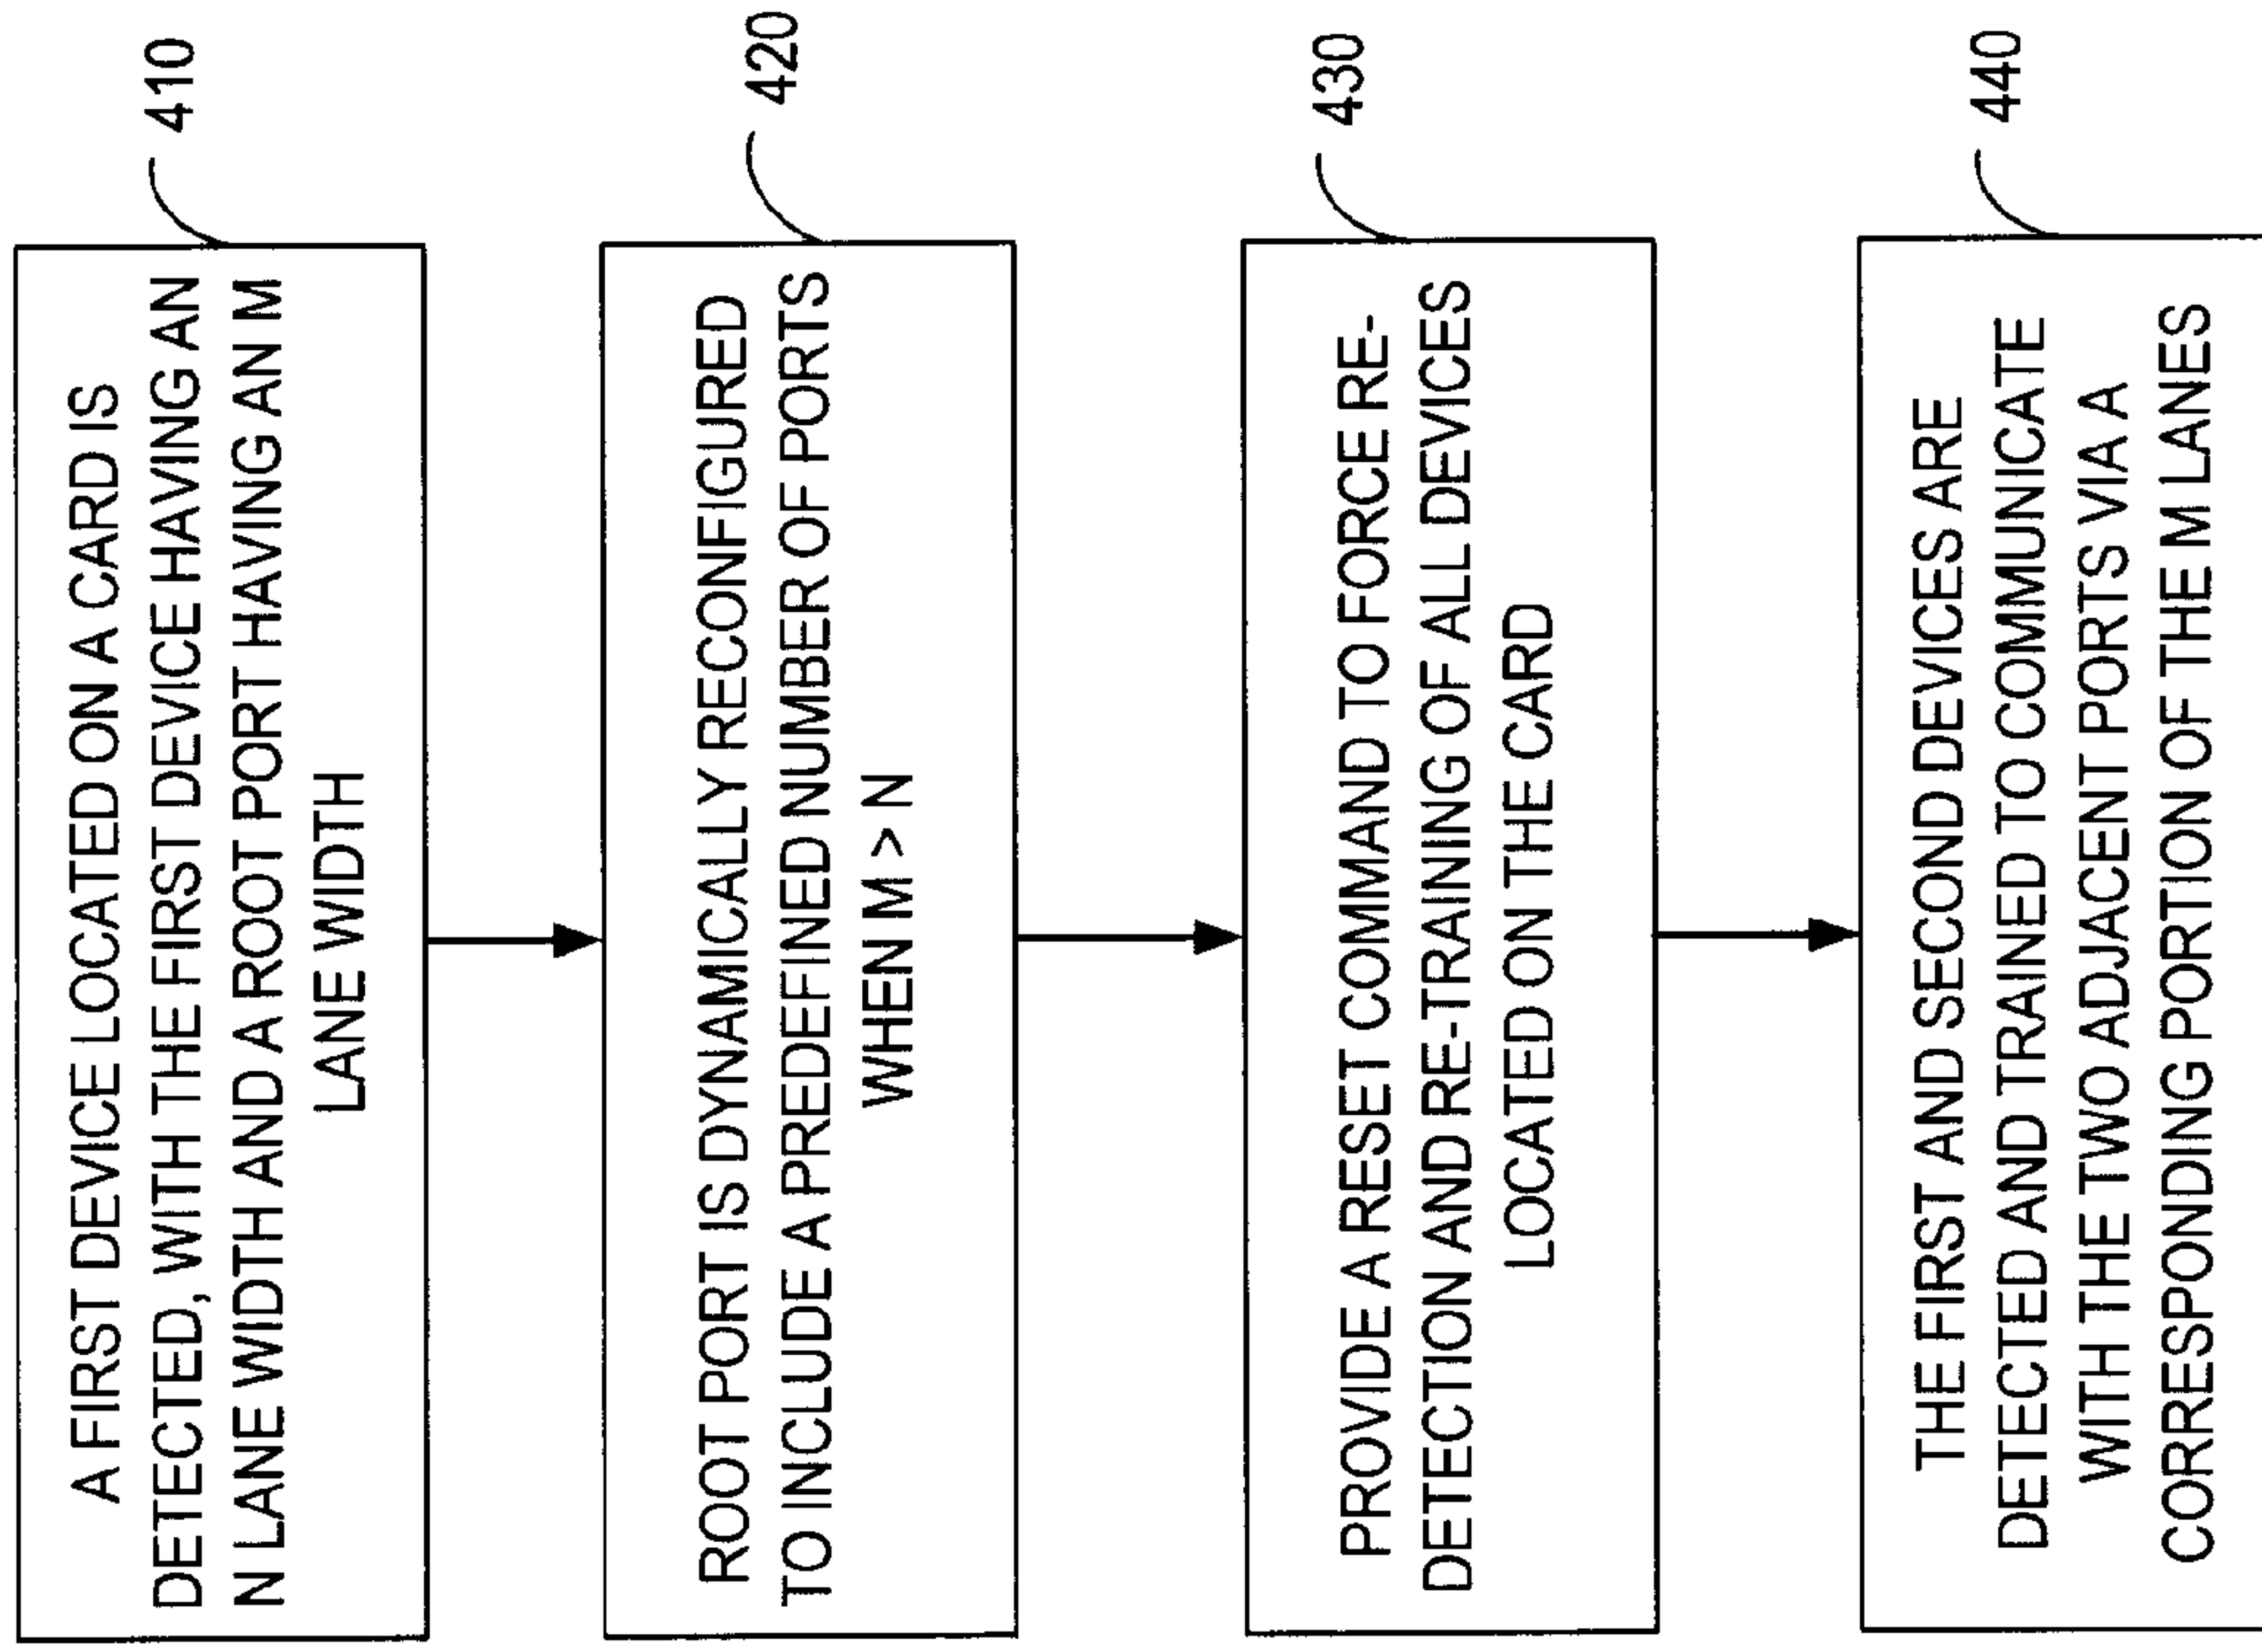 A FIRST DEVICE LOCATED ON A CARD IS
DETECTED, WITH THE FIRST DEVICE HAVING AN
N LANE WIDTH AND A ROOT PORT HAVING AN M
LANE WIDTH
410
ROOT PORT IS DYNAMICALLY RECONFIGURED
TO INCLUDE A PREDEFINED NUMBER OF PORTS
WHEN M > N
420
PROVIDE A RESET COMMAND TO FORCE RE-
DETECTION AND RE-TRAINING OF ALL DEVICES
LOCATED ON THE CARD
430
THE FIRST AND SECOND DEVICES ARE
DETECTED AND TRAINED TO COMMUNICATE
WITH THE TWO ADJACENT PORTS VIA A
CORRESPONDING PORTION OF THE M LANES
440